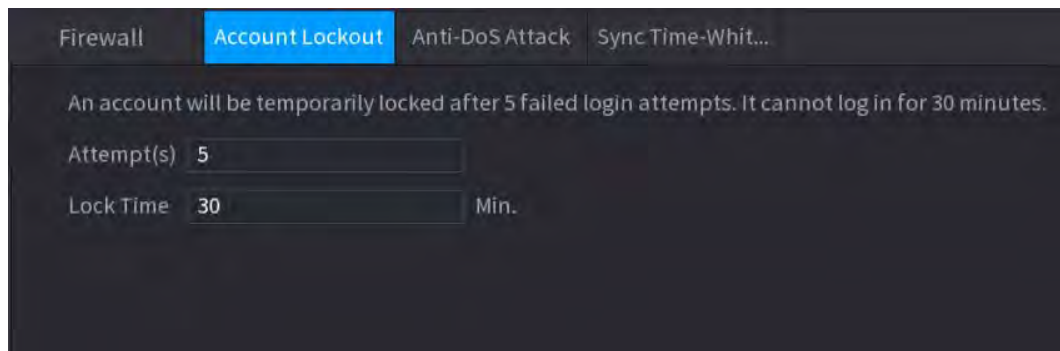 Firewall Account Lockout Anti-DoS Attack Sync Time-Whit...
An account will be temporarily locked after 5 failed login attempts. It cannot log in for 30 minutes.
Attempt(s) 5
Lock Time 30 Min.